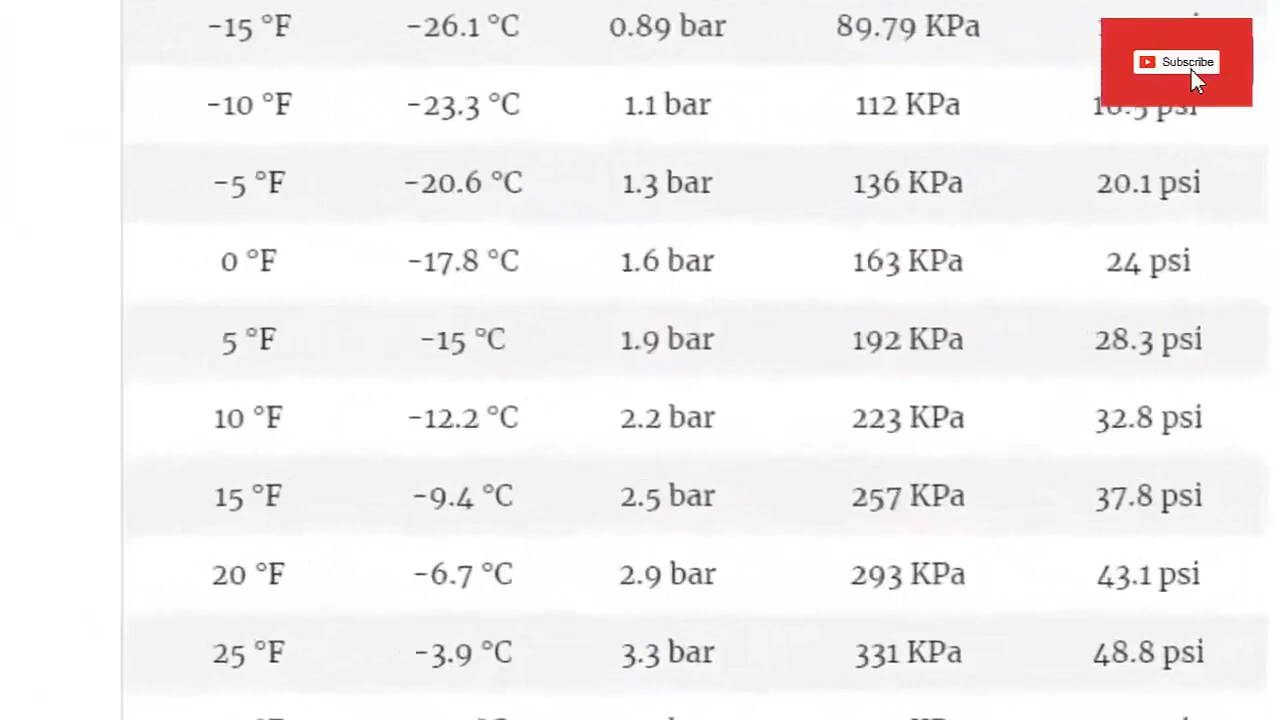 -15 °F -26.1 °C 0.89 bar 89.79 KPa
Subscribe
-10 °F -23.3 °C 1.1 bar 112 KPa psi
-5 °F -20.6 °C 1.3 bar 136 KPa 20.1 psi
0 °F -17.8 °C 1.6 bar 163 KPa 24 psi
5 °F -15 °C 1.9 bar 192 KPa 28.3 psi
10 °F -12.2 °C 2.2 bar 223 KPa 32.8 psi
15 °F -9.4 °C 2.5 bar 257 KPa 37.8 psi
20 °F -6.7 °C 2.9 bar 293 KPa 43.1 psi
25 °F -3.9 °C 3.3 bar 331 KPa 48.8 psi